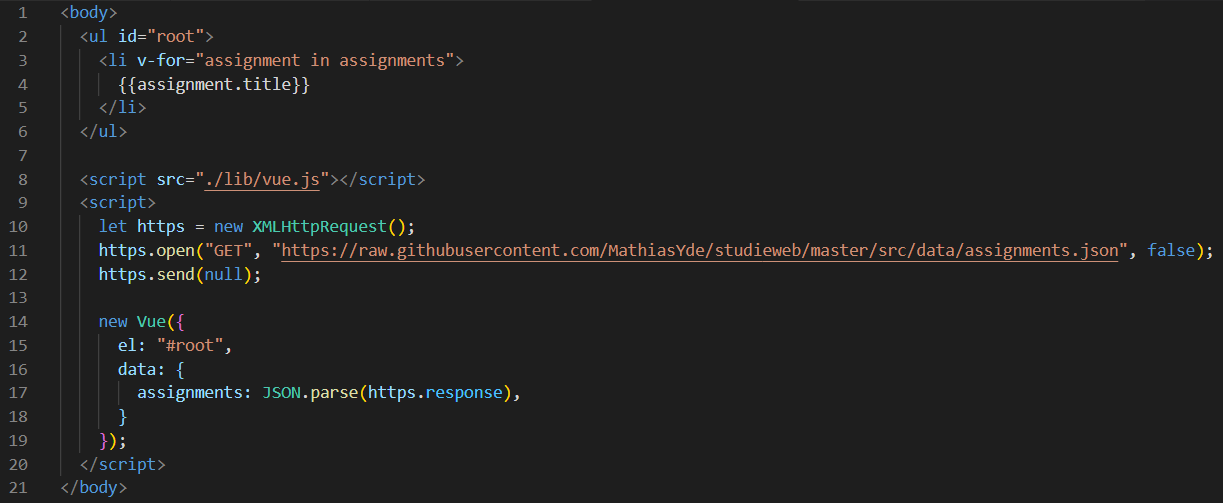 1 <body>
2 <ul id="root">
3 <li v-for="assignment in assignments">
4 {{assignment.title}}
5 </li>
6 </ul>
7
8 <script src="./lib/vue.js"></script>
9 <script>
10 let https = new XMLHttpRequest();
11 https.open("GET", "https://raw.githubusercontent.com/MathiasYde/studieweb/master/src/data/assignments.json", false);
12 https.send(null);
13
14 new Vue({
15 el: "#root",
16 data: {
17 assignments: JSON.parse(https.response),
18 }
19 });
20 </script>
21 </body>